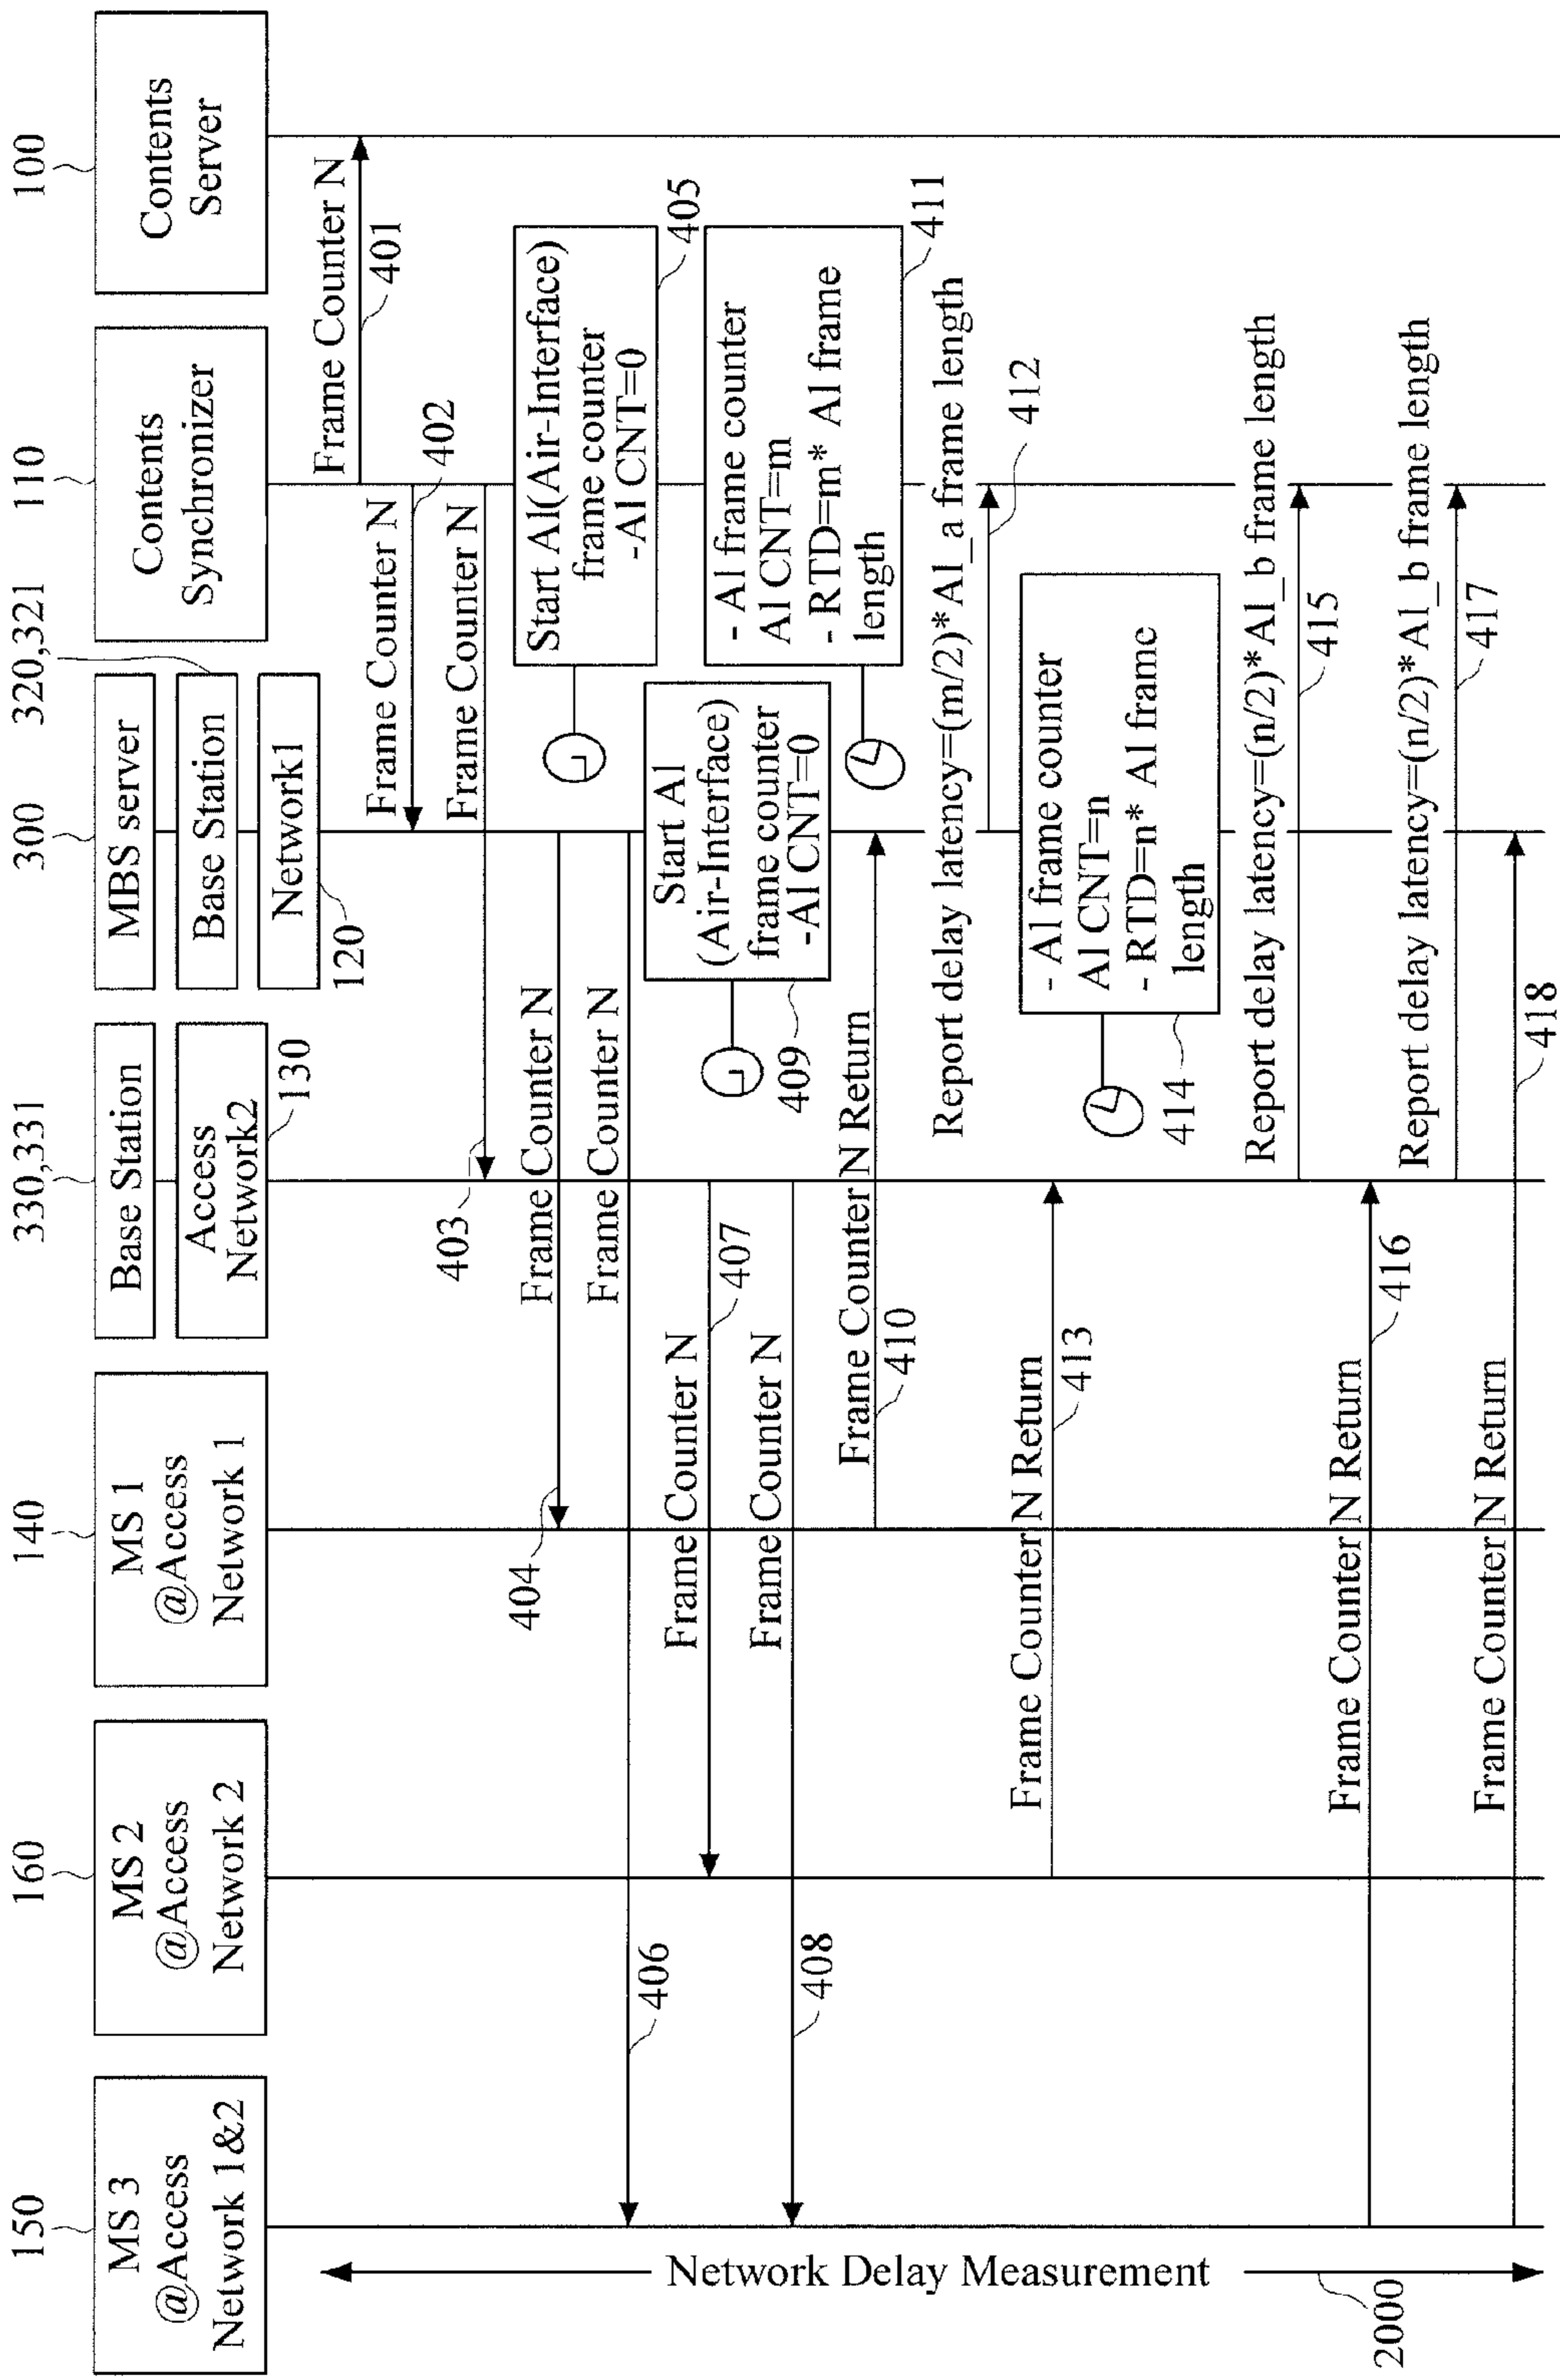 150
MS 3
@Access
Network 1&2
160
MS 2
@Access
Network 2
140
MS 1
@Access
Network 1
330,331
Base Station
Access
Network2
130
300
320,321
MBS server
Base Station
Network1
120
110
Contents
Synchronizer
100
Contents
Server
Frame Counter N
401
Frame Counter N
402
Frame Counter N
403
Frame Counter N
404
Start AI(Air-Interface)
frame counter
-AI CNT=0
405
Frame Counter N
406
Frame Counter N
407
Frame Counter N
408
Start AI
(Air-Interface)
frame counter
-AI CNT=0
409
Frame Counter N Return
410
- AI frame counter
AI CNT=m
- RTD=m* AI frame
length
411
Report delay latency=(m/2)*AI_a frame length
412
Frame Counter N Return
413
- AI frame counter
AI CNT=n
- RTD=n* AI frame
length
414
Report delay latency=(n/2)*AI_b frame length
415
Frame Counter N Return
416
Report delay latency=(n/2)*AI_b frame length
417
Frame Counter N Return
418
Network Delay Measurement
2000